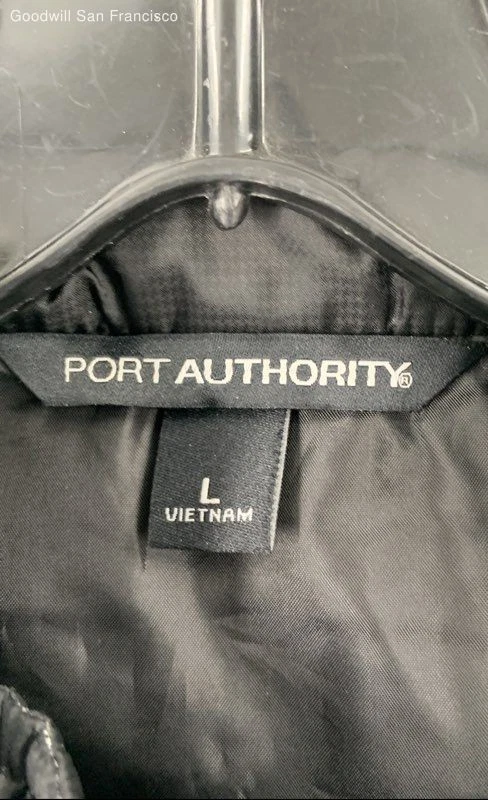 Goodwill San Francisco
PORT AUTHORITY®
L
VIETNAM